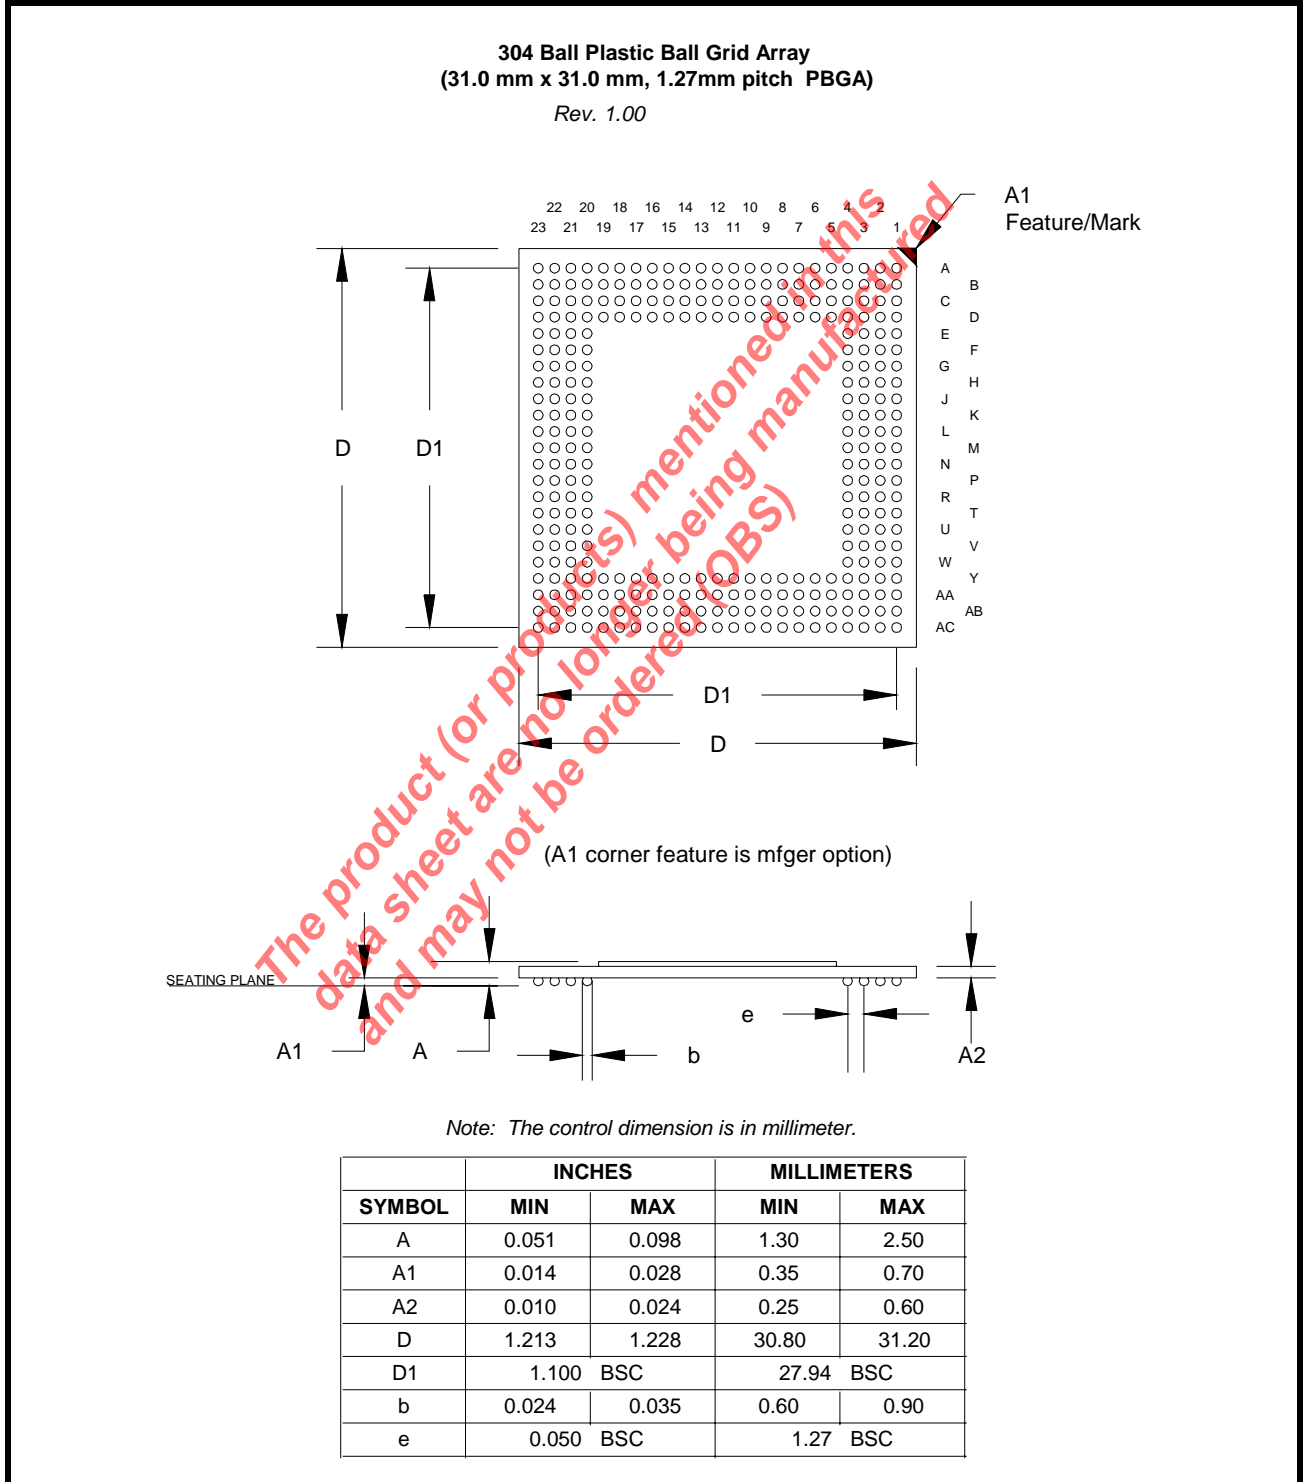 304 Ball Plastic Ball Grid Array
(31.0 mm x 31.0 mm, 1.27mm pitch PBGA)
Rev. 1.00
A1
Feature/Mark
22 20 18 16 14 12 10 8 6 4 2
23 21 19 17 15 13 11 9 7 5 3 1
A
B
C
D
E
F
G
H
J
K
L
M
N
P
R
T
U
V
W
Y
AA
AB
AC
D
D1
D1
D
The product (or products) mentioned in this
data sheet are no longer being manufactured
and may not be ordered (OBS)
(A1 corner feature is mfger option)
SEATING PLANE
A1
A
b
e
A2
Note: The control dimension is in millimeter.
INCHES MILLIMETERS
SYMBOL MIN MAX MIN MAX
A 0.051 0.098 1.30 2.50
A1 0.014 0.028 0.35 0.70
A2 0.010 0.024 0.25 0.60
D 1.213 1.228 30.80 31.20
D1 1.100 BSC 27.94 BSC
b 0.024 0.035 0.60 0.90
e 0.050 BSC 1.27 BSC